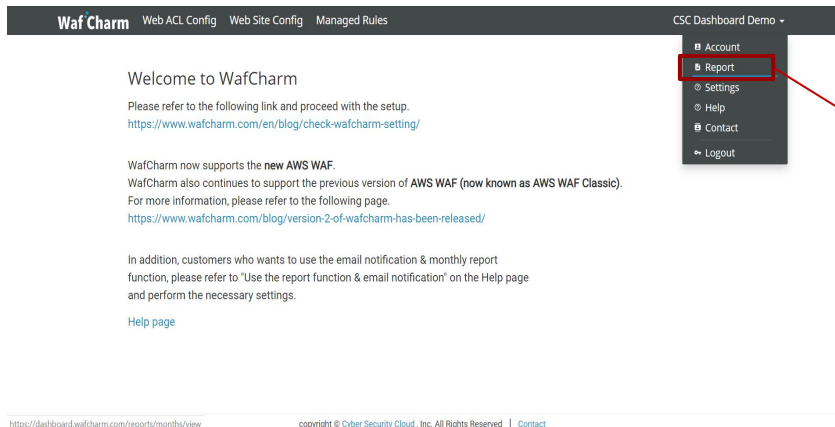 WafCharm Web ACL Config Web Site Config Managed Rules CSC Dashboard Demo
Account
Report
Settings
Help
Contact
Logout
Welcome to WafCharm
Please refer to the following link and proceed with the setup.
https://www.wafcharm.com/en/blog/check-wafcharm-setting/
WafCharm now supports the new AWS WAF.
WafCharm also continues to support the previous version of AWS WAF (now known as AWS WAF Classic).
For more information, please refer to the following page.
https://www.wafcharm.com/blog/version-2-of-wafcharm-has-been-released/
In addition, customers who wants to use the email notification & monthly report
function, please refer to "Use the report function & email notification" on the Help page
and perform the necessary settings.
Help page
https://dashboard.wafcharm.com/reports/months/view copyright © Cyber Security Cloud , Inc. All Rights Reserved | Contact